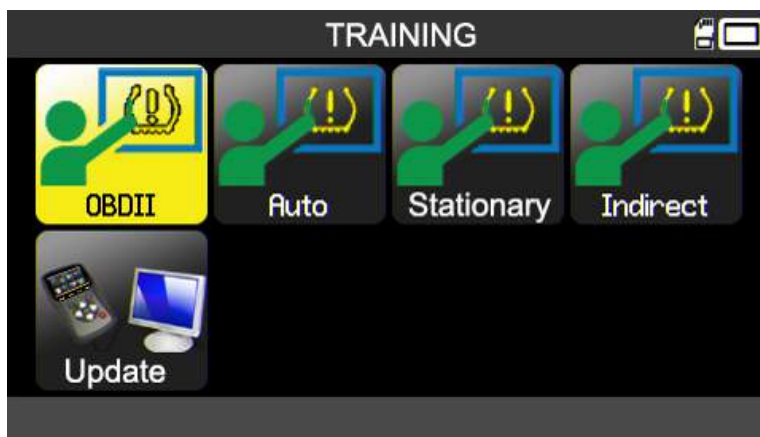 TRAINING
OBDII
Auto
Stationary
Indirect
Update